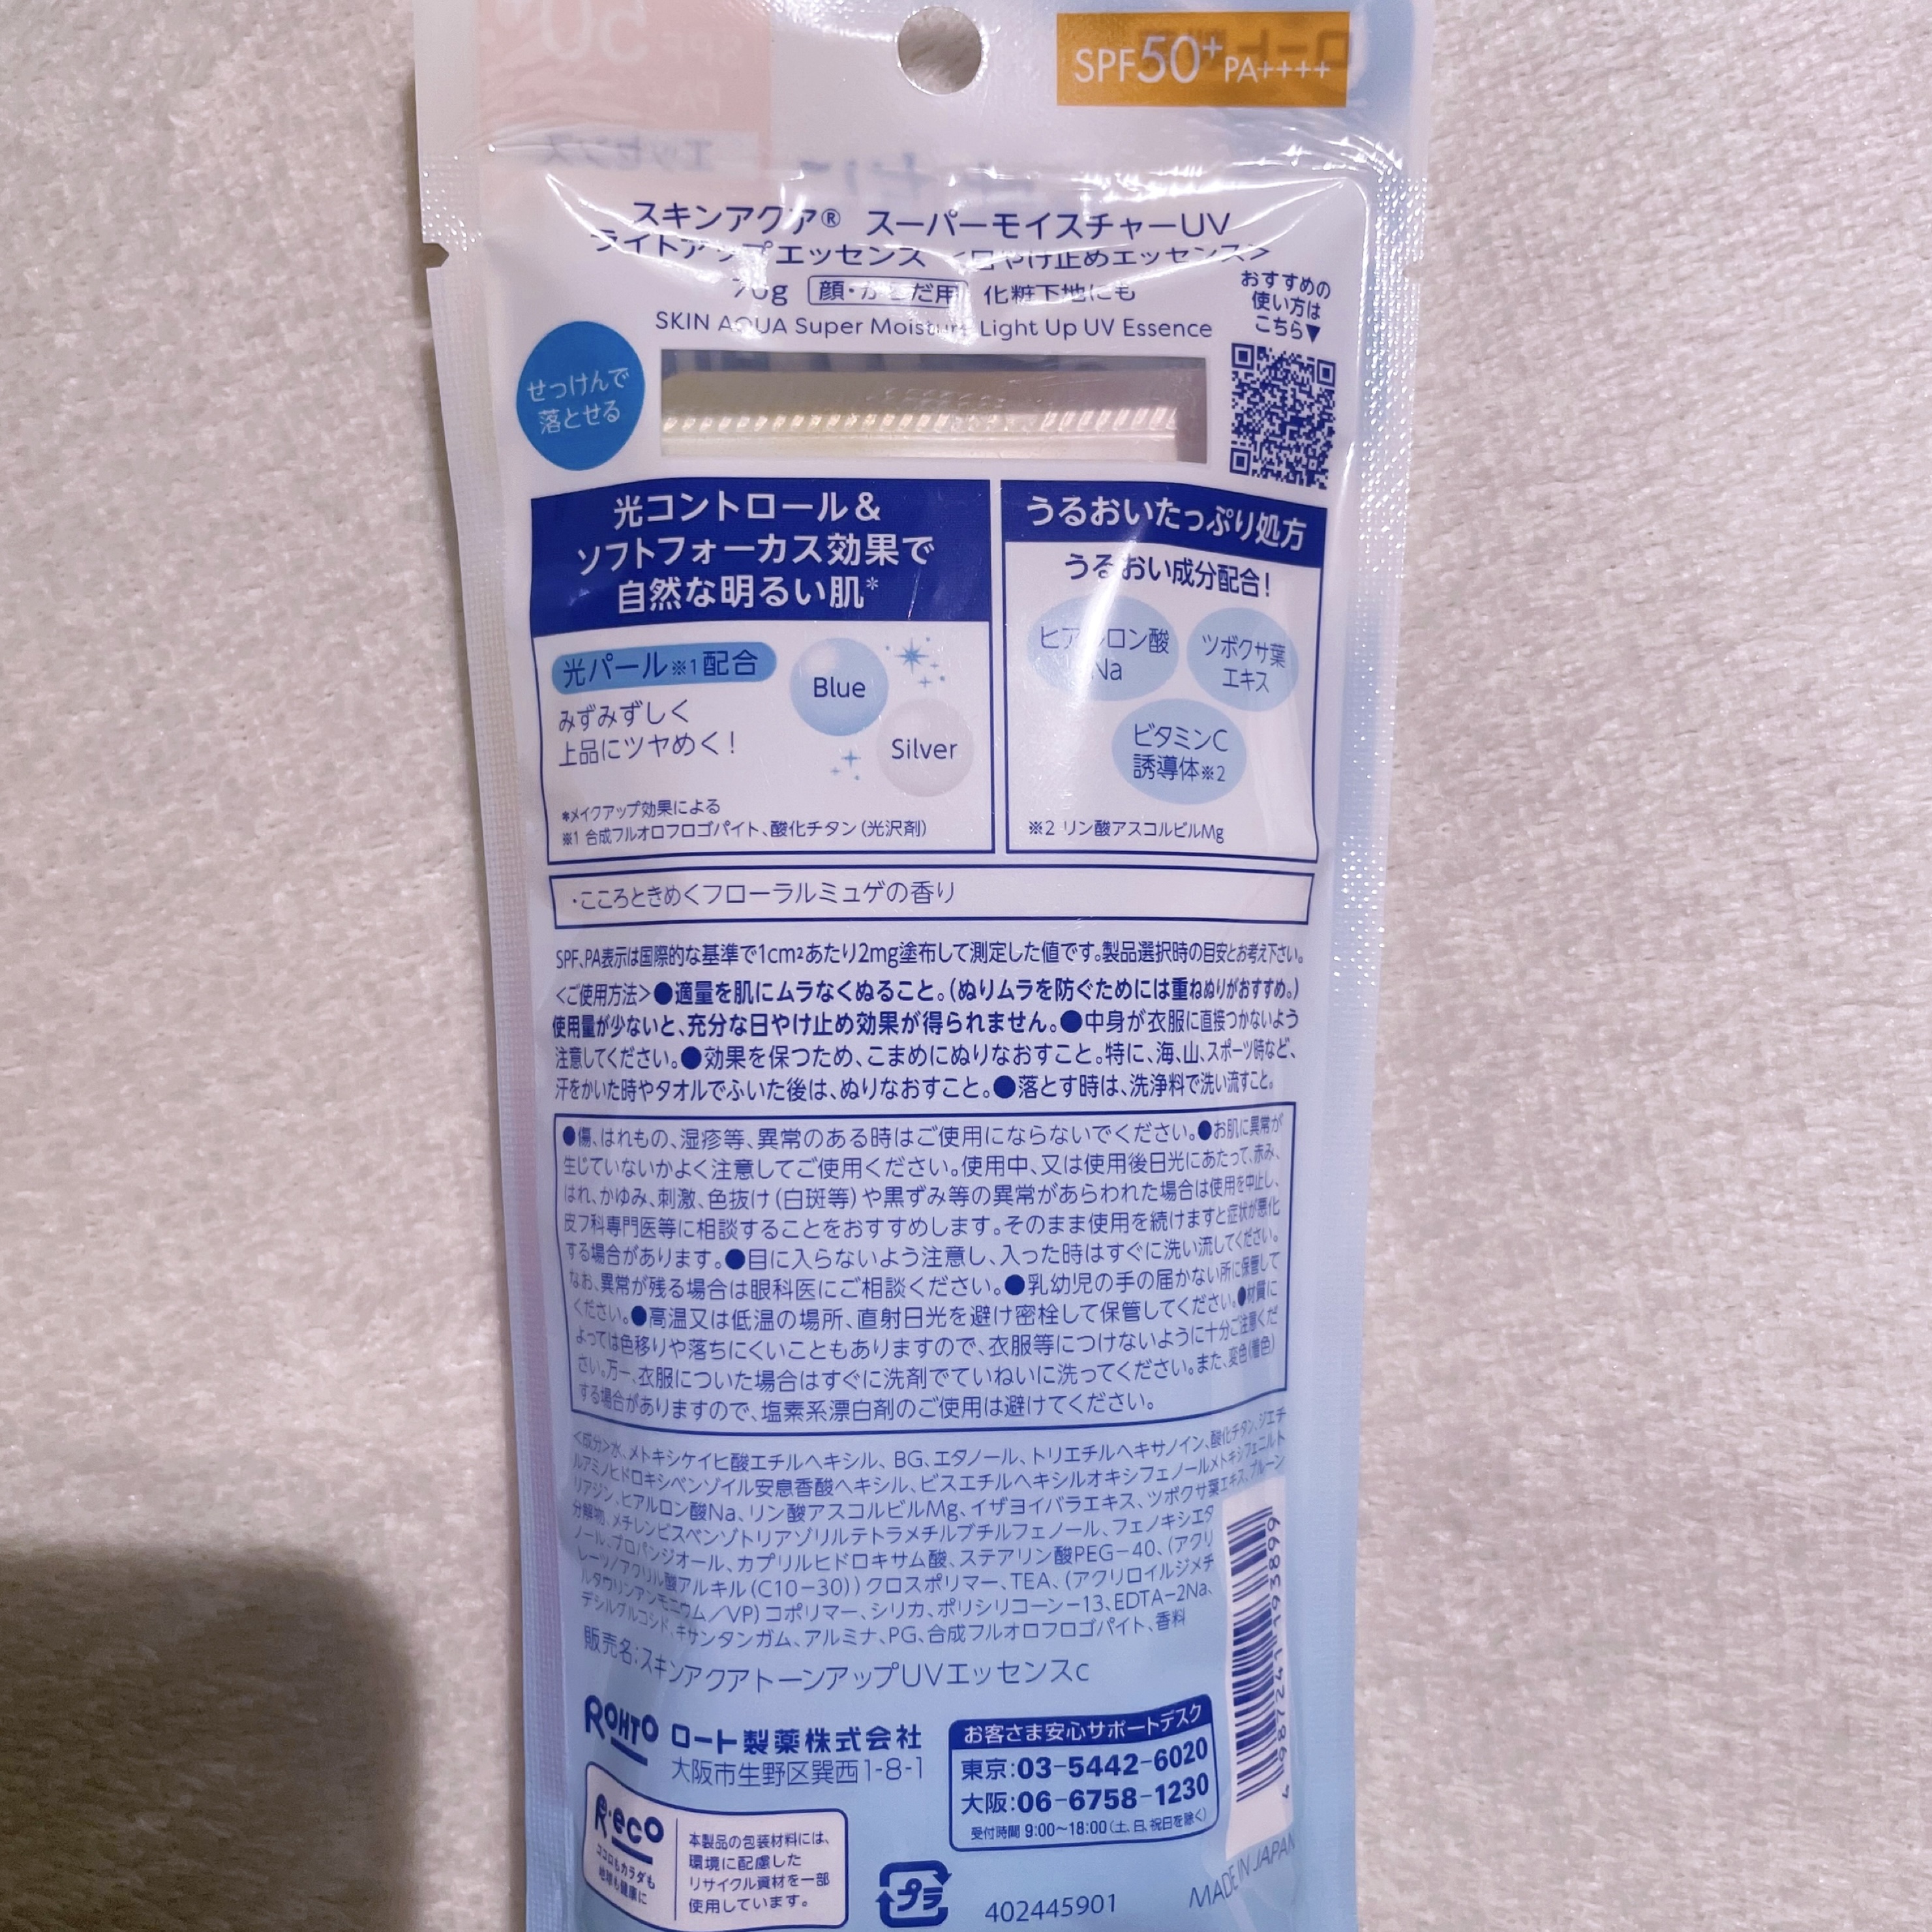 SPF50+ PA++++
スキンアクア® スーパーモイスチャーUV
ライトアップエッセンス <日やけ止めエッセンス>
70g 顔・からだ用 化粧下地にも
SKIN AQUA Super Moisture Light Up UV Essence
おすすめの
使い方は
こちら▼
せっけんで
落とせる
光コントロール&
ソフトフォーカス効果で
自然な明るい肌*
光パール※1配合
みずみずしく
上品にツヤめく!
Blue
Silver
*メイクアップ効果による
※1 合成フルオロフロゴパイト、酸化チタン(光沢剤)
うるおいたっぷり処方
うるおい成分配合!
ヒアルロン酸
Na
ツボクサ葉
エキス
ビタミンC
誘導体※2
※2 リン酸アスコルビルMg
・こころときめくフローラルミュゲの香り
SPF、PA表示は国際的な基準で1cm²あたり2mg塗布して測定した値です。製品選択時の目安とお考え下さい。
<ご使用方法>●適量を肌にムラなくぬること。(ぬりムラを防ぐためには重ねぬりがおすすめ。)
使用量が少ないと、充分な日やけ止め効果が得られません。●中身が衣服に直接つかないよう
注意してください。●効果を保つため、こまめにぬりなおすこと。特に、海、山、スポーツ時など、
汗をかいた時やタオルでふいた後は、ぬりなおすこと。●落とす時は、洗浄料で洗い流すこと。
●傷、はれもの、湿疹等、異常のある時はご使用にならないでください。●お肌に異常が
生じていないかよく注意してご使用ください。使用中、又は使用後日光にあたって、赤み、
はれ、かゆみ、刺激、色抜け(白斑等)や黒ずみ等の異常があらわれた場合は使用を中止し、
皮フ科専門医等に相談することをおすすめします。そのまま使用を続けますと症状が悪化
する場合があります。●目に入らないよう注意し、入った時はすぐに洗い流してください。
なお、異常が残る場合は眼科医にご相談ください。●乳幼児の手の届かない所に保管して
ください。●高温又は低温の場所、直射日光を避け密栓して保管してください。●材質に
よっては色移りや落ちにくいこともありますので、衣服等につけないように十分ご注意くだ
さい。万一、衣服についた場合はすぐに洗剤でていねいに洗ってください。また、変色(着色)
する場合がありますので、塩素系漂白剤のご使用は避けてください。
<成分>水、メトキシケイヒ酸エチルヘキシル、BG、エタノール、トリエチルヘキサノイン、酸化チタン、ジエチ
ルアミノヒドロキシベンゾイル安息香酸ヘキシル、ビスエチルヘキシルオキシフェノールメトキシフェニルト
リアジン、ヒアルロン酸Na、リン酸アスコルビルMg、イザヨイバラエキス、ツボクサ葉エキス、プルーン
分解物、メチレンビスベンゾトリアゾリルテトラメチルブチルフェノール、フェノキシエタ
ノール、プロパンジオール、カプリルヒドロキサム酸、ステアリン酸PEG-40、(アクリ
レーツ/アクリル酸アルキル(C10-30))クロスポリマー、TEA、(アクリロイルジメチ
ルタウリンアンモニウム/VP)コポリマー、シリカ、ポリシリコーン-13、EDTA-2Na、
デシルグルコシド、キサンタンガム、アルミナ、PG、合成フルオロフロゴパイト、香料
販売名:スキンアクアトーンアップUVエッセンスc
4987241193899
ROHTO ロート製薬株式会社
大阪市生野区巽西1-8-1
お客さま安心サポートデスク
東京:03-5442-6020
大阪:06-6758-1230
受付時間 9:00~18:00(土、日、祝日を除く)
R・eco
ココロもカラダも
地球も健康に
本製品の包装材料には、
環境に配慮した
リサイクル資材を一部
使用しています。
プラ
402445901
MADE IN JAPAN